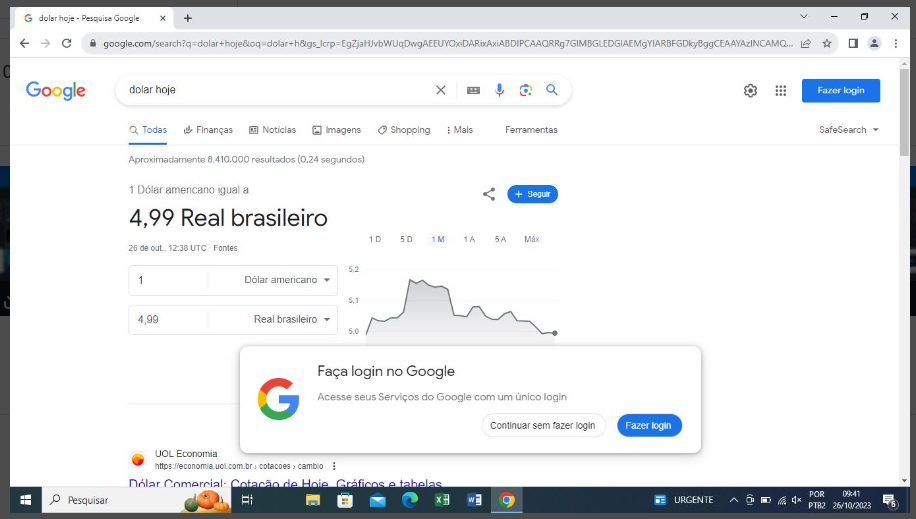 dolar hoje - Pesquisa Google
google.com/search?q=dolar+hoje&oq=dolar+h&gs_lcrp=EgZjaHJvbWUqDwgAEEUYOxiDARixAxiABDIPCAAQRRg7GIMBGLEDGIAEMgYIARBFGDkyBggCEAAYAzINCAMQ...
Google
dolar hoje
Fazer login
Todas
Finanças
Notícias
Imagens
Shopping
Mais
Ferramentas
SafeSearch
Aproximadamente 8.410.000 resultados (0,24 segundos)
1 Dólar americano igual a
4,99 Real brasileiro
26 de out., 12:38 UTC · Fontes
Seguir
1 D
5 D
1 M
1 A
5 A
Máx
1
Dólar americano
4,99
Real brasileiro
5,2
5,1
5,0
Faça login no Google
Acesse seus Serviços do Google com um único login
Continuar sem fazer login
Fazer login
UOL Economia
https://economia.uol.com.br › cotacoes › cambio
Dólar Comercial: Cotação de Hoje, Gráficos e tabelas
Pesquisar
URGENTE
POR
PTB2
09:41
26/10/2023
6